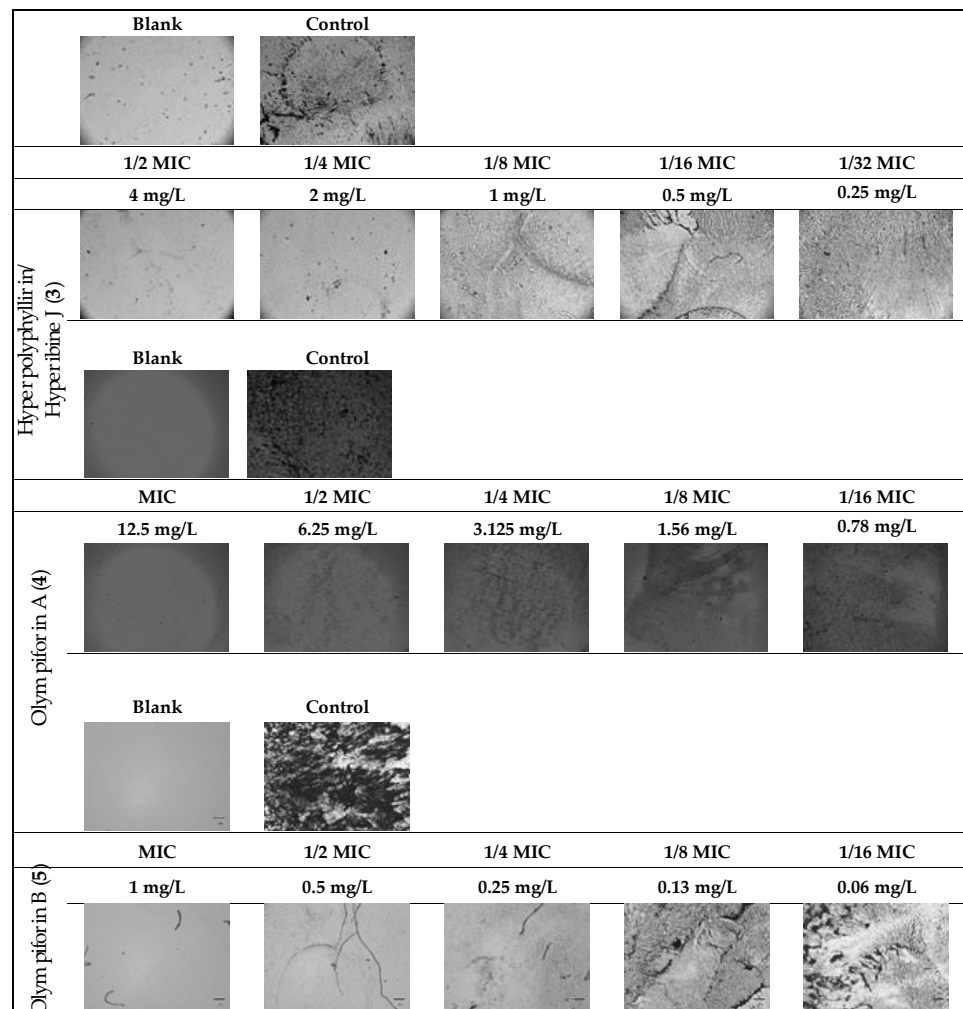 Blank Control
1/2 MIC 1/4 MIC 1/8 MIC 1/16 MIC 1/32 MIC
4 mg/L 2 mg/L 1 mg/L 0.5 mg/L 0.25 mg/L
Hyperpolyphyllirin/
Hyperibine J (3)
Blank Control
MIC 1/2 MIC 1/4 MIC 1/8 MIC 1/16 MIC
12.5 mg/L 6.25 mg/L 3.125 mg/L 1.56 mg/L 0.78 mg/L
Olympiforin A (4)
Blank Control
MIC 1/2 MIC 1/4 MIC 1/8 MIC 1/16 MIC
1 mg/L 0.5 mg/L 0.25 mg/L 0.13 mg/L 0.06 mg/L
Olympiforin B (5)